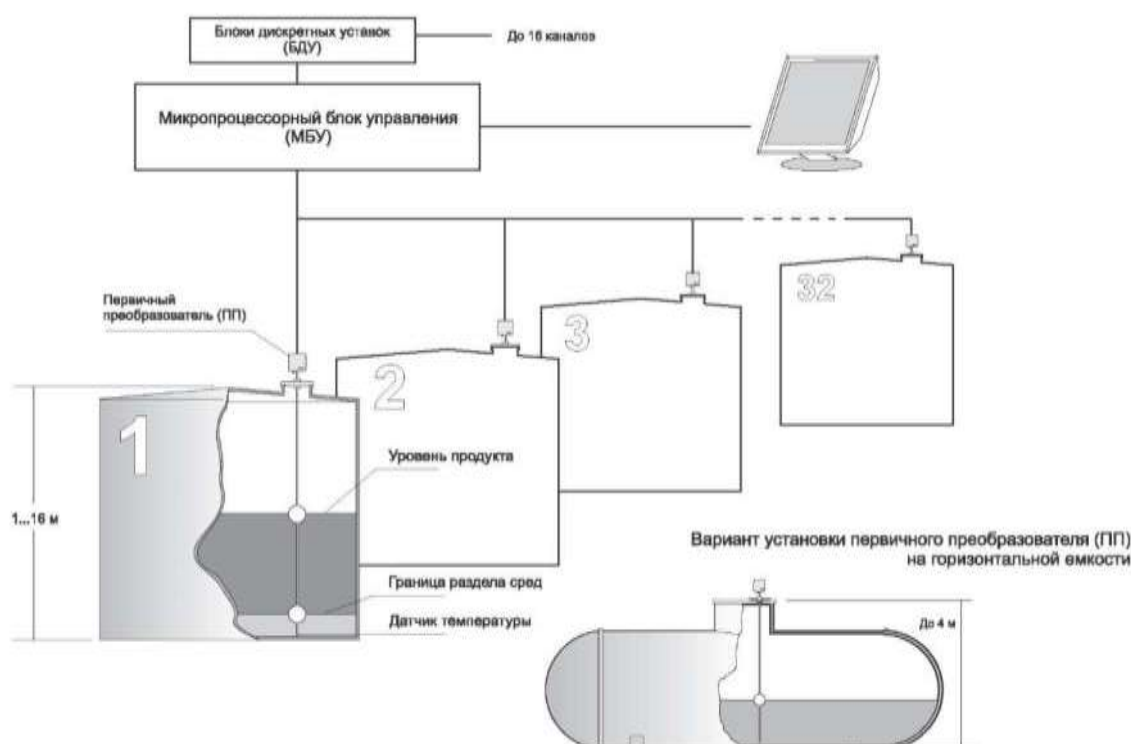 Блоки дискретных уставок
(БДУ)
До 16 каналов
Микропроцессорный блок управления
(МБУ)
Первичный
преобразователь (ПП)
1
2
3
32
Уровень продукта
1...16 м
Граница раздела сред
Датчик температуры
Вариант установки первичного преобразователя (ПП)
на горизонтальной емкости
До 4 м